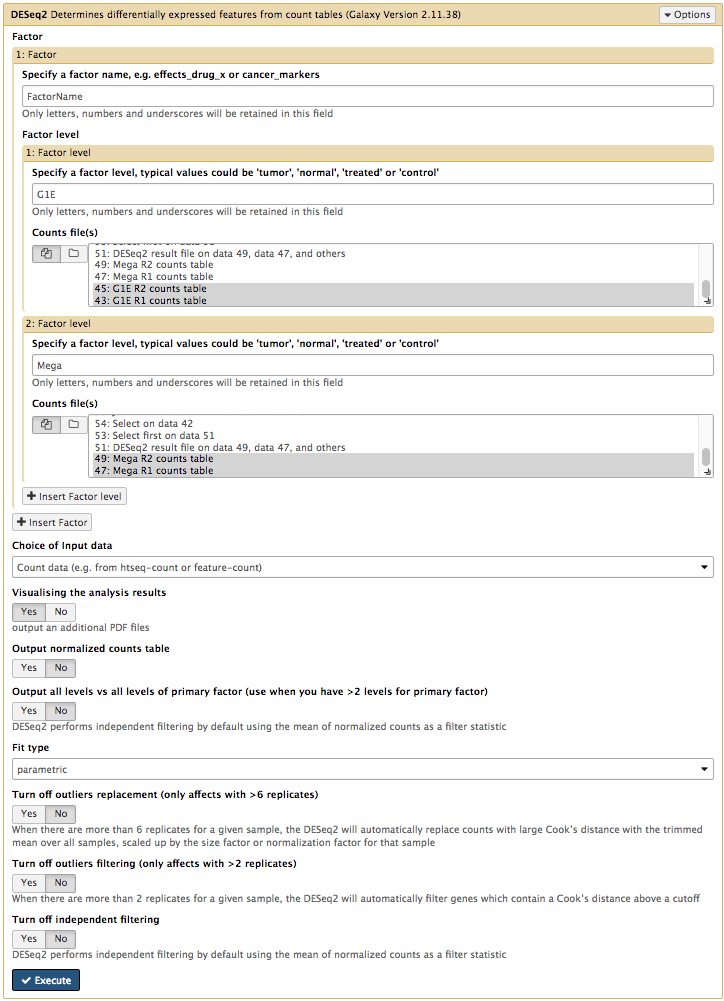 DESeq2 Determines differentially expressed features from count tables (Galaxy Version 2.11.38)
Options
Factor
1: Factor
Specify a factor name, e.g. effects_drug_x or cancer_markers
FactorName
Only letters, numbers and underscores will be retained in this field
Factor level
1: Factor level
Specify a factor level, typical values could be 'tumor', 'normal', 'treated' or 'control'
G1E
Only letters, numbers and underscores will be retained in this field
Counts file(s)
51: DESeq2 result file on data 49, data 47, and others
49: Mega R2 counts table
47: Mega R1 counts table
45: G1E R2 counts table
43: G1E R1 counts table
2: Factor level
Specify a factor level, typical values could be 'tumor', 'normal', 'treated' or 'control'
Mega
Only letters, numbers and underscores will be retained in this field
Counts file(s)
54: Select on data 42
53: Select first on data 51
51: DESeq2 result file on data 49, data 47, and others
49: Mega R2 counts table
47: Mega R1 counts table
Insert Factor level
Insert Factor
Choice of Input data
Count data (e.g. from htseq-count or feature-count)
Visualising the analysis results
Yes No
output an additional PDF files
Output normalized counts table
Yes No
Output all levels vs all levels of primary factor (use when you have >2 levels for primary factor)
Yes No
DESeq2 performs independent filtering by default using the mean of normalized counts as a filter statistic
Fit type
parametric
Turn off outliers replacement (only affects with >6 replicates)
Yes No
When there are more than 6 replicates for a given sample, the DESeq2 will automatically replace counts with large Cook's distance with the trimmed
mean over all samples, scaled up by the size factor or normalization factor for that sample
Turn off outliers filtering (only affects with >2 replicates)
Yes No
When there are more than 2 replicates for a given sample, the DESeq2 will automatically filter genes which contain a Cook's distance above a cutoff
Turn off independent filtering
Yes No
DESeq2 performs independent filtering by default using the mean of normalized counts as a filter statistic
Execute